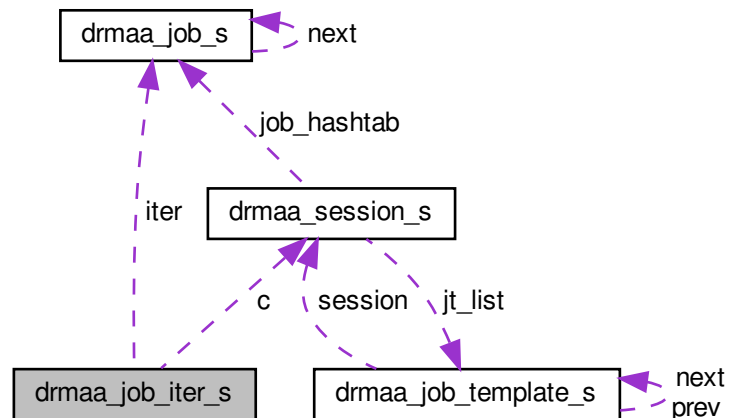 drmaa_job_s
next
job_hashtab
iter
drmaa_session_s
c
session
jt_list
drmaa_job_iter_s
drmaa_job_template_s
next
prev